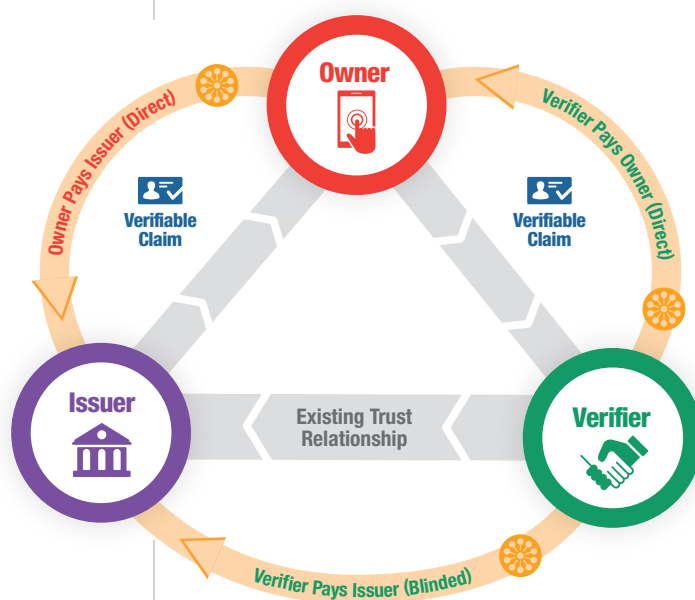 Owner
Owner Pays Issuer (Direct)
Verifier Pays Owner (Direct)
Verifiable
Claim
Verifiable
Claim
Issuer
Existing Trust
Relationship
Verifier
Verifier Pays Issuer (Blinded)